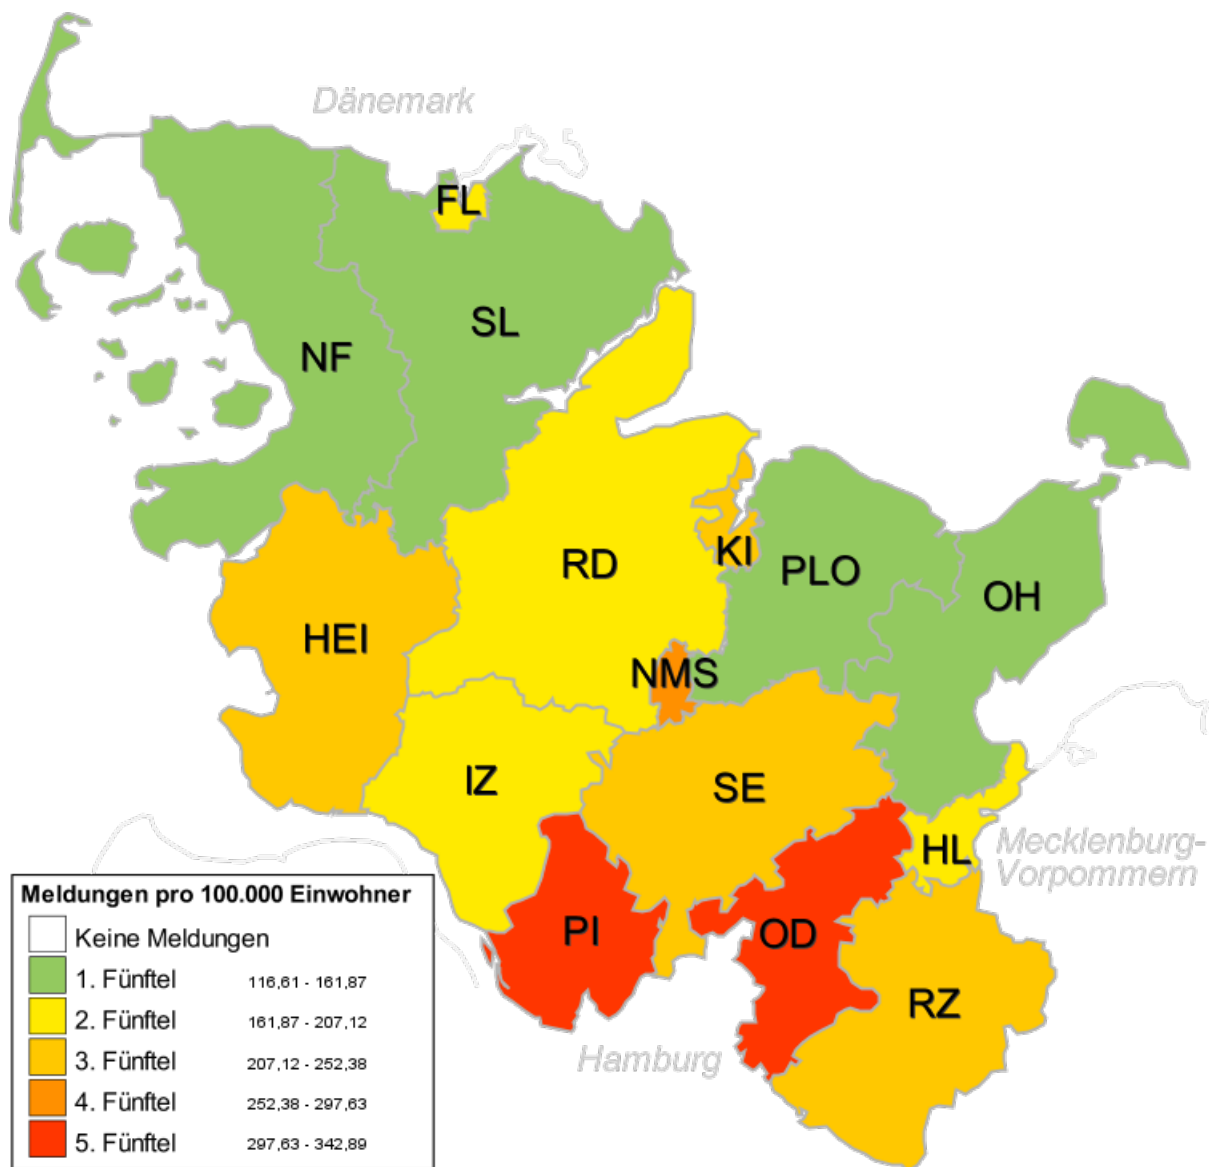 Dänemark
FL
SL
NF
RD
KI
PLO
OH
HEI
NMS
IZ
SE
HL
Mecklenburg-
Vorpommern
PI
OD
RZ
Hamburg
Meldungen pro 100.000 Einwohner
Keine Meldungen
1. Fünftel 116,61 - 161,87
2. Fünftel 161,87 - 207,12
3. Fünftel 207,12 - 252,38
4. Fünftel 252,38 - 297,63
5. Fünftel 297,63 - 342,89